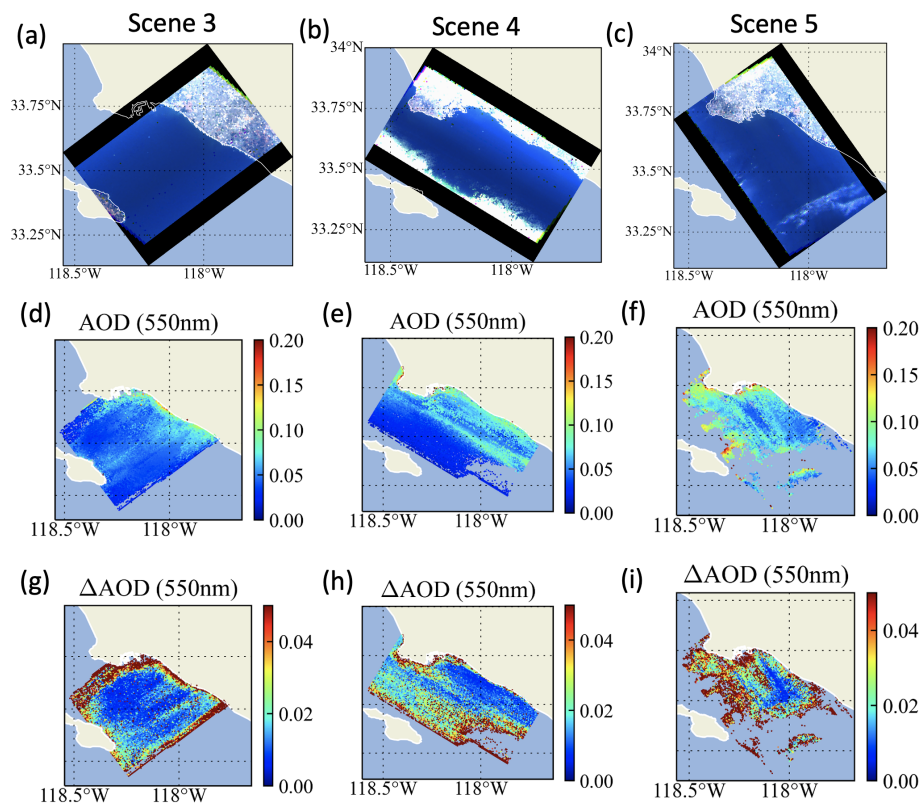 Scene 3 Scene 4 Scene 5
(a) (b) (c)
34°N 34°N
33.75°N 33.75°N 33.75°N
33.5°N 33.5°N 33.5°N
33.25°N 33.25°N 33.25°N
118.5°W 118°W 118.5°W 118°W 118.5°W 118°W
(d) (e) (f)
AOD (550nm) AOD (550nm) AOD (550nm)
0.20 0.20 0.20
0.15 0.15 0.15
0.10 0.10 0.10
0.05 0.05 0.05
0.00 0.00 0.00
118.5°W 118°W 118.5°W 118°W 118.5°W 118°W
(g) (h) (i)
ΔAOD (550nm) ΔAOD (550nm) ΔAOD (550nm)
0.04 0.04 0.04
0.02 0.02 0.02
0.00 0.00 0.00
118.5°W 118°W 118.5°W 118°W 118.5°W 118°W